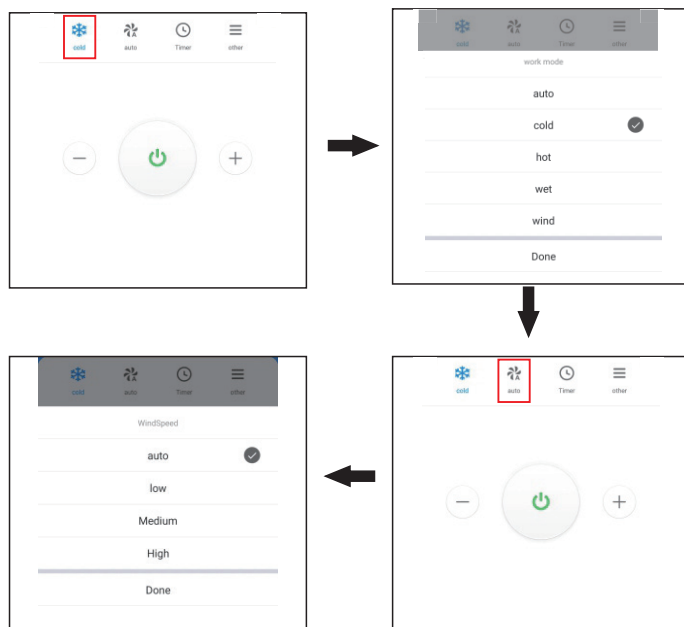 cold auto Timer other
cold auto Timer other
work mode
auto
cold
hot
wet
wind
Done
cold auto Timer other
WindSpeed
auto
low
Medium
High
Done
cold auto Timer other